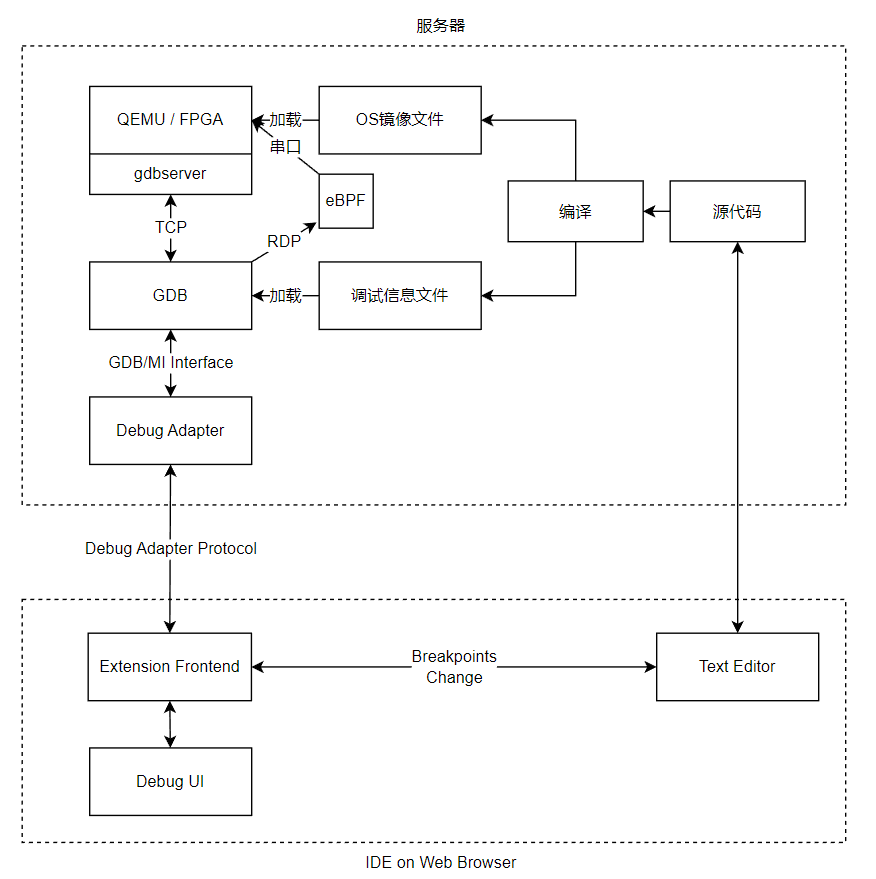 服务器
QEMU / FPGA
加载
OS镜像文件
串口
gdbserver
eBPF
编译
源代码
TCP
RDP
GDB
加载
调试信息文件
GDB/MI Interface
Debug Adapter
Debug Adapter Protocol
Extension Frontend
Breakpoints
Change
Text Editor
Debug UI
IDE on Web Browser